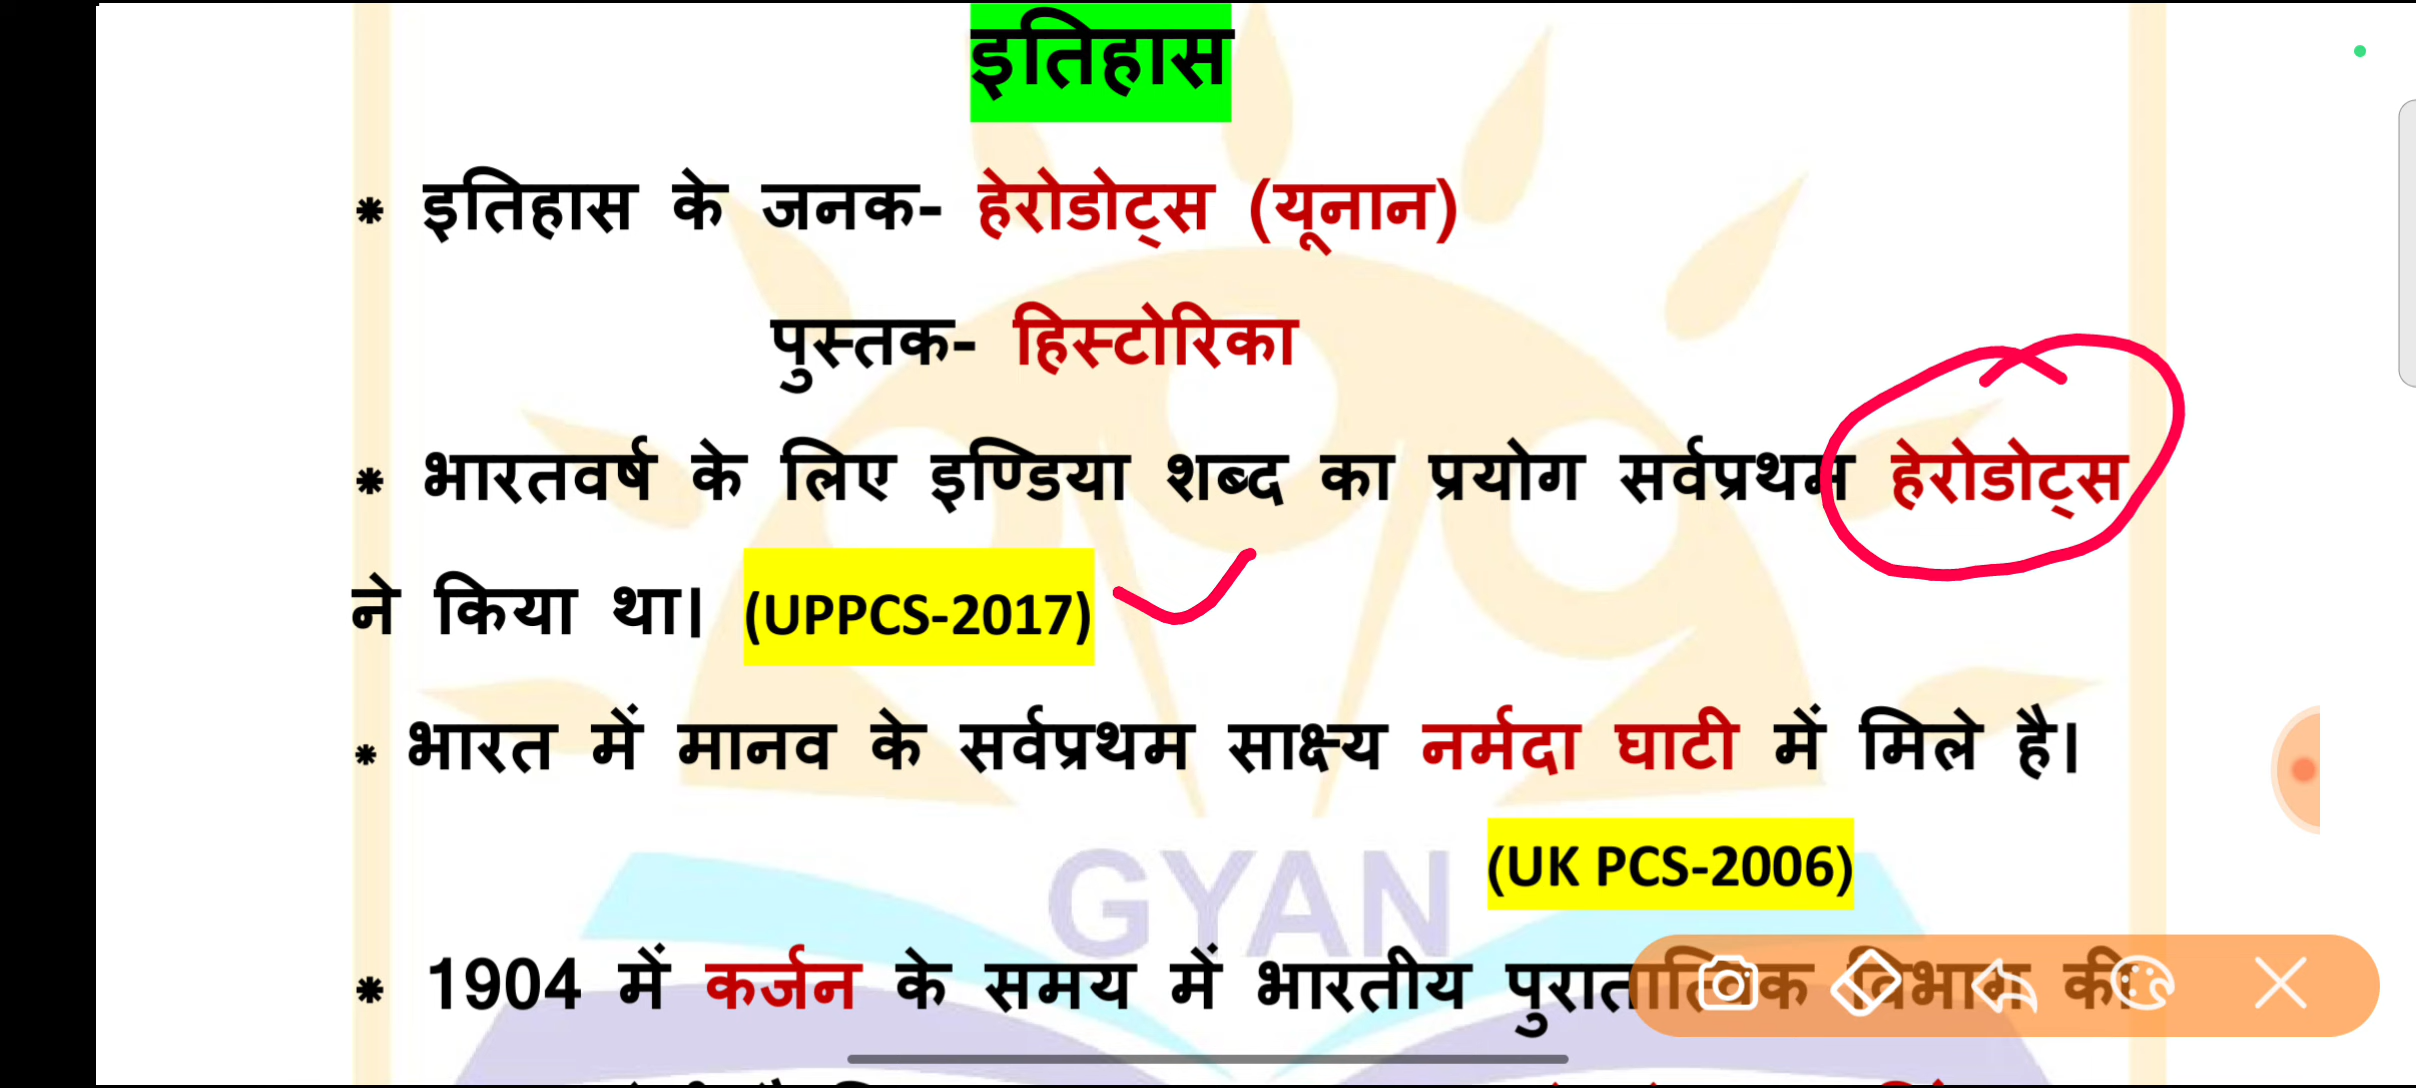 इतिहास
* इतिहास के जनक- हेरोडोट्स (यूनान)
पुस्तक- हिस्टोरिका
* भारतवर्ष के लिए इण्डिया शब्द का प्रयोग सर्वप्रथम हेरोडोट्स
ने किया था। (UPPCS-2017)
* भारत में मानव के सर्वप्रथम साक्ष्य नर्मदा घाटी में मिले है।
(UK PCS-2006)
GYAN
* 1904 में कर्जन के समय में भारतीय पुरातात्विक विभाग की